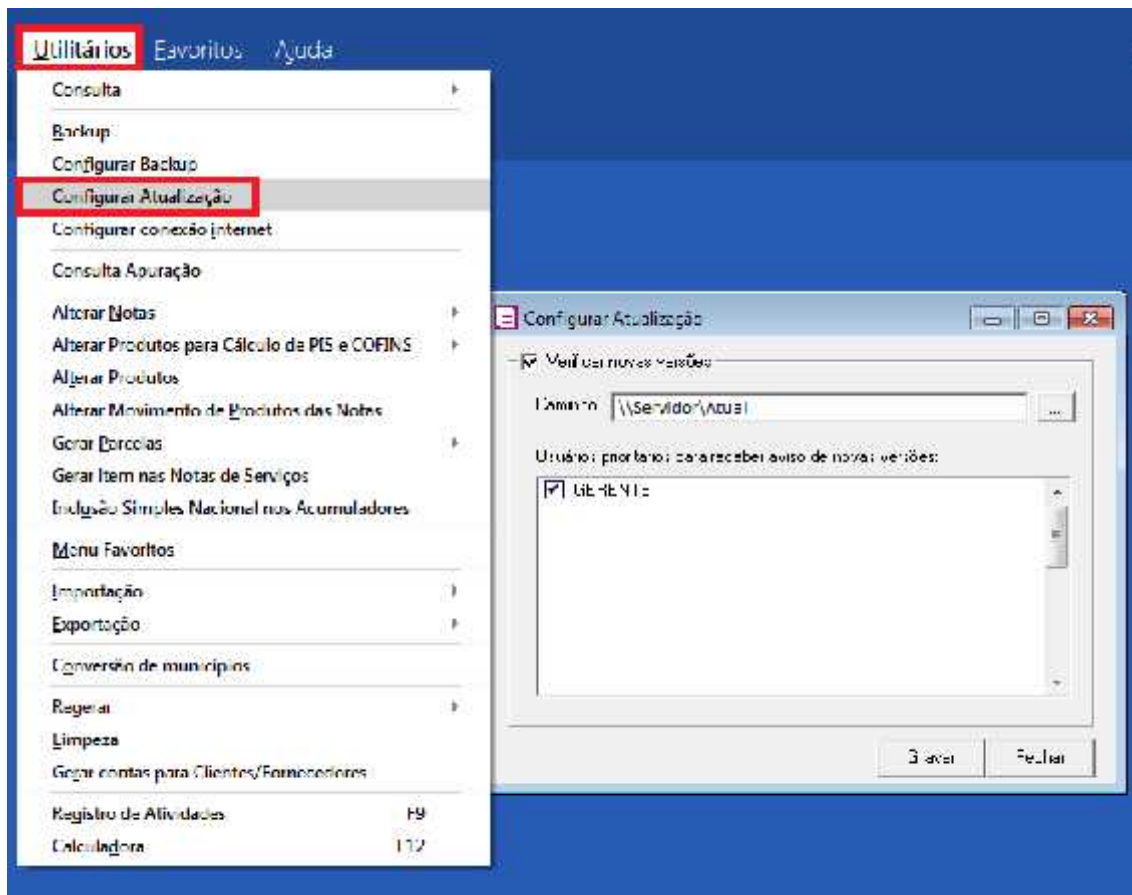 Utilitários Favoritos Ajuda
Consulta
Backup
Configurar Backup
Configurar Atualização
Configurar conexão internet
Consulta Apuração
Alterar Notas
Alterar Produtos para Cálculo de PIS e COFINS
Alterar Produtos
Alterar Movimento de Produtos das Notas
Gerar Parcelas
Gerar Item nas Notas de Serviços
Inclusão Simples Nacional nos Acumuladores
Menu Favoritos
Importação
Exportação
Conversão de municípios
Regerar
Limpeza
Gerar contas para Clientes/Fornecedores
Registro de Atividades F9
Calculadora F12
Configurar Atualização
Verificar novas versões
Caminho \\Servidor\Atual ...
Usuários prioritários para receber aviso de novas versões:
GERENTE
Gravar Fechar